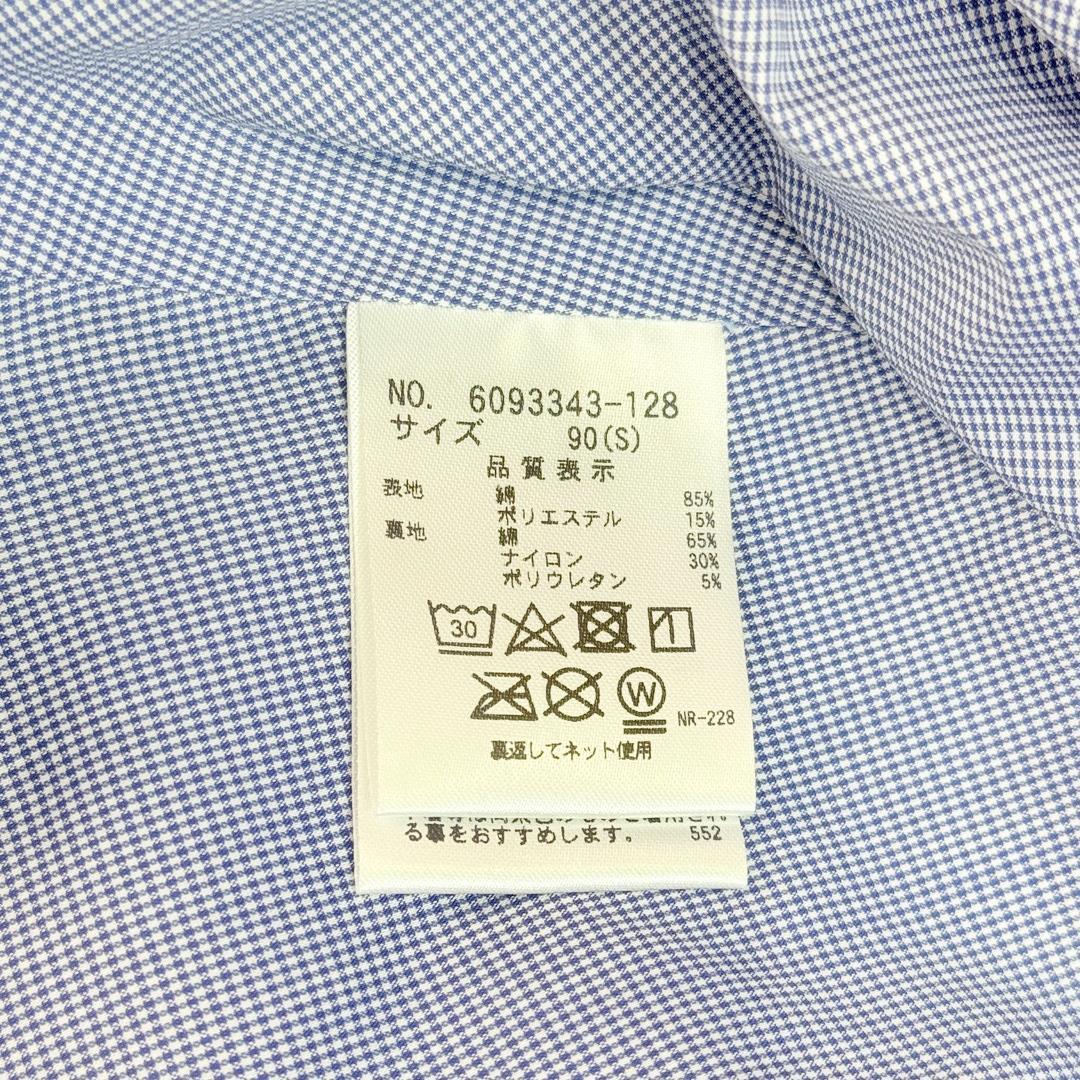 NO. 6093343-128
サイズ 90(S)
品質表示
表地 綿 85%
ポリエステル 15%
裏地 綿 65%
ナイロン 30%
ポリウレタン 5%
30
W
NR-228
裏返してネット使用
る事をおすすめします。 552